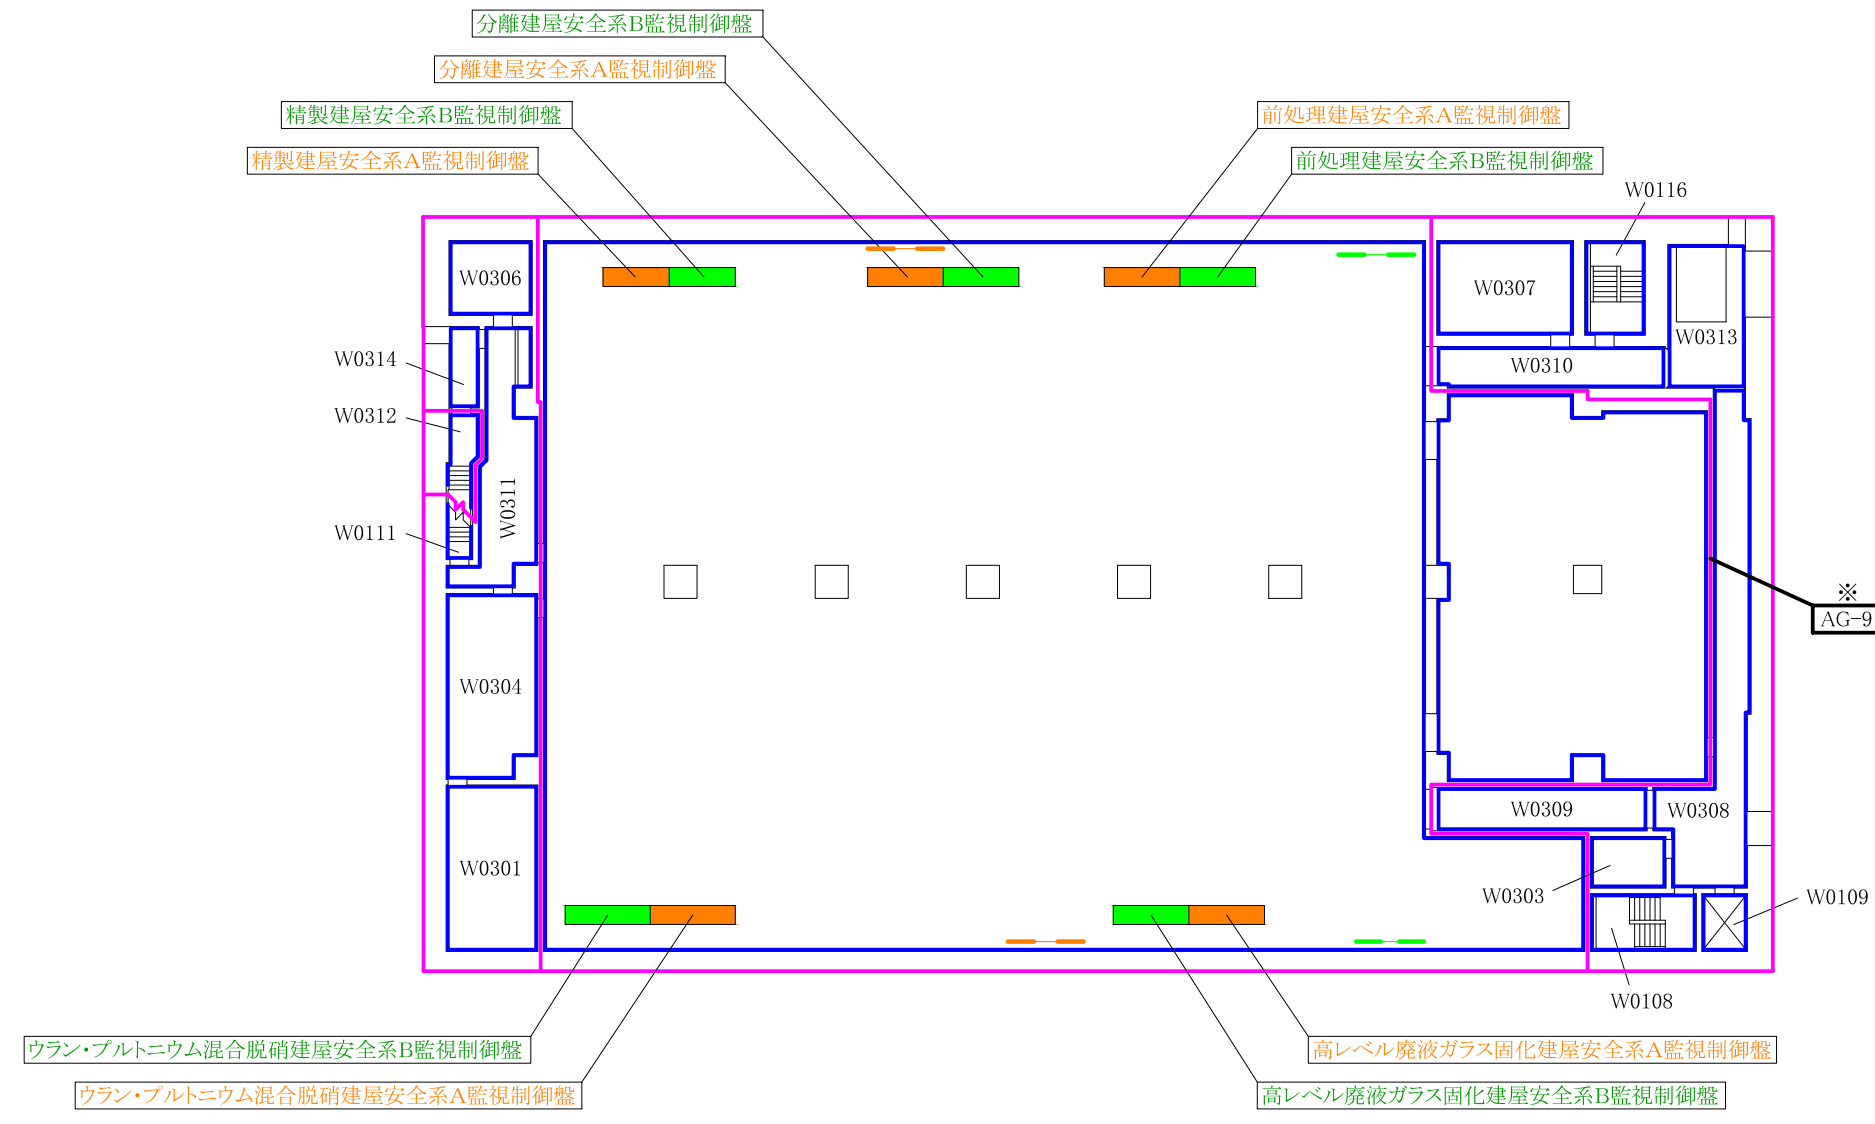 分離建屋安全系B監視制御盤
分離建屋安全系A監視制御盤
精製建屋安全系B監視制御盤
前処理建屋安全系A監視制御盤
精製建屋安全系A監視制御盤
前処理建屋安全系B監視制御盤
W0116
W0306
W0307
W0313
W0314
W0310
W0312
W0311
W0111
※
AG-9
W0304
W0309
W0308
W0301
W0303
W0109
W0108
ウラン・プルトニウム混合脱硝建屋安全系B監視制御盤
高レベル廃液ガラス固化建屋安全系A監視制御盤
ウラン・プルトニウム混合脱硝建屋安全系A監視制御盤
高レベル廃液ガラス固化建屋安全系B監視制御盤